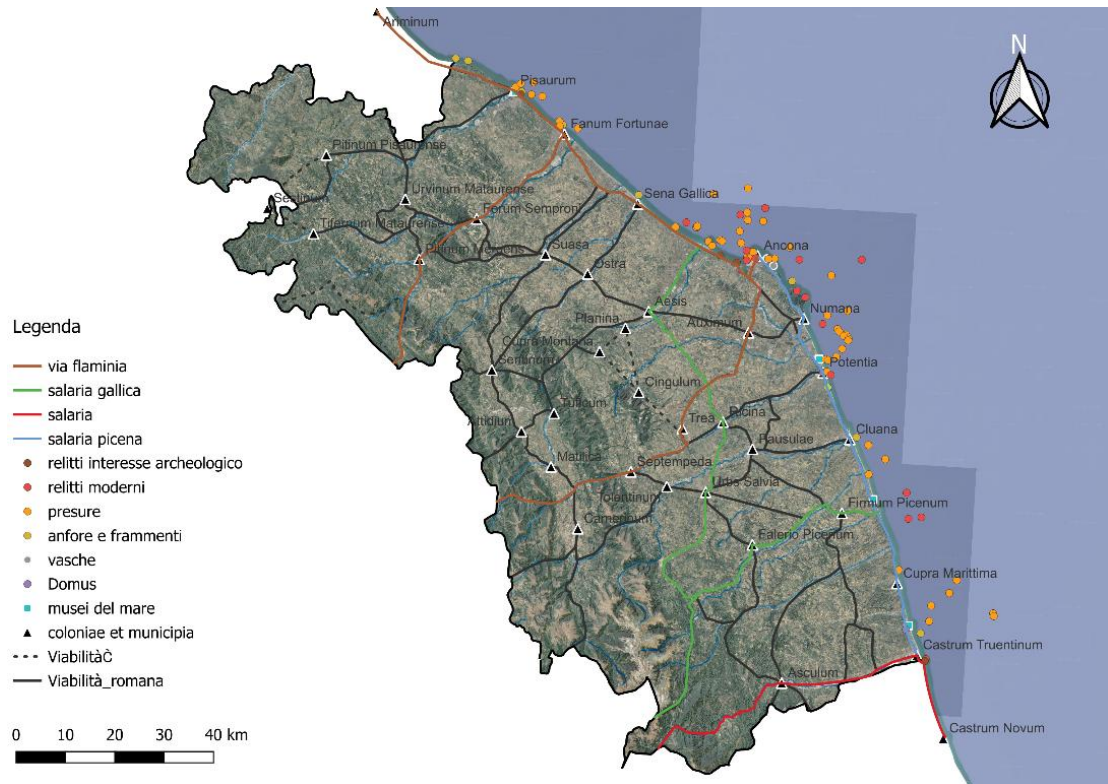 Ariminum
N
Pisaurum
Fanum Fortunae
Pitinum Pisaurense
Urvinum Mataurense
Sena Gallica
Sestinum
Forum Semproni
Tifernum Mataurense
Pitinum Mergens
Suasa
Ancona
Ostra
Legenda
Aesis
Numana
Planina
Auximum
Cupra Montana
via flaminia
Sentinum
Potentia
salaria gallica
Cingulum
salaria
Tuficum
Trea
Ricina
salaria picena
Attidium
Cluana
relitti interesse archeologico
Pausulae
relitti moderni
Matilica
Septempeda
presure
Tolentinum
Urbs Salvia
Firmum Picenum
anfore e frammenti
Camerinum
vasche
Falerio Picenum
Domus
Cupra Marittima
musei del mare
coloniae et municipia
Castrum Truentinum
ViabilitàC̀
Asculum
Viabilità_romana
Castrum Novum
0 10 20 30 40 km